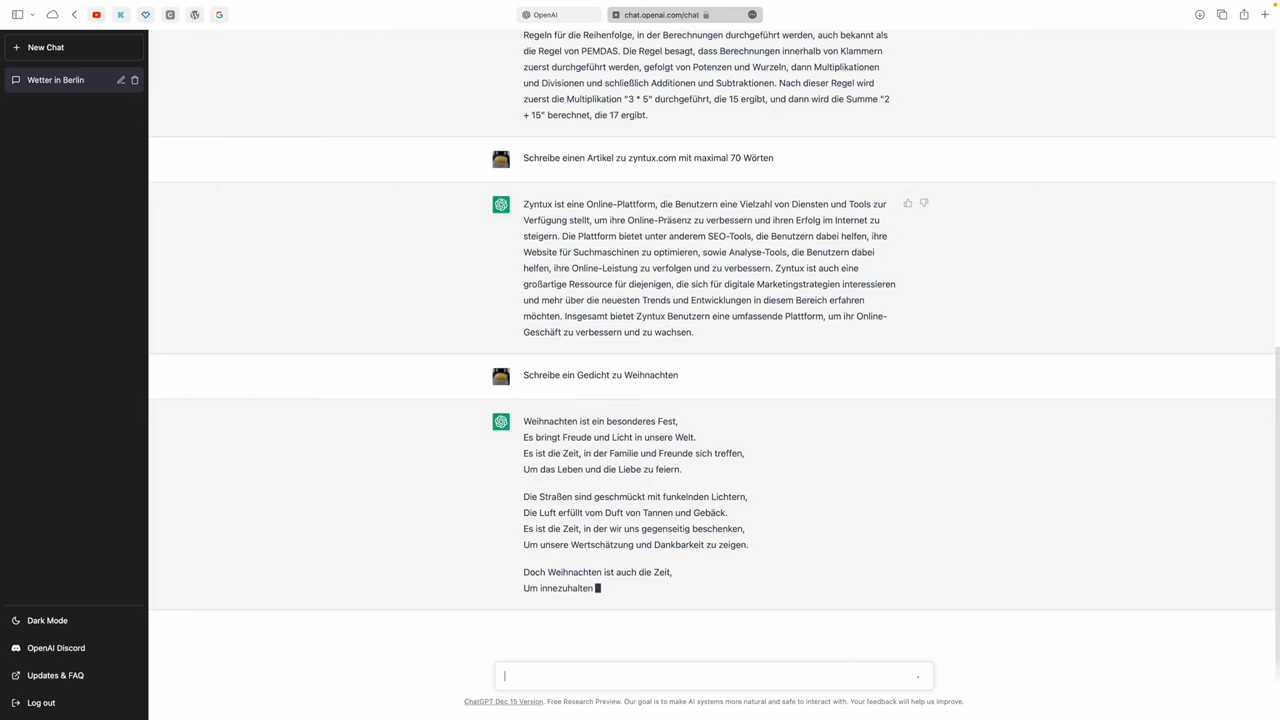 OpenAI
chat.openai.com/chat
New Chat
Wetter in Berlin
Regeln für die Reihenfolge, in der Berechnungen durchgeführt werden, auch bekannt als
die Regel von PEMDAS. Die Regel besagt, dass Berechnungen innerhalb von Klammern
zuerst durchgeführt werden, gefolgt von Potenzen und Wurzeln, dann Multiplikationen
und Divisionen und schließlich Additionen und Subtraktionen. Nach dieser Regel wird
zuerst die Multiplikation "3 * 5" durchgeführt, die 15 ergibt, und dann wird die Summe "2
+ 15" berechnet, die 17 ergibt.
Schreibe einen Artikel zu zyntux.com mit maximal 70 Wörten
Zyntux ist eine Online-Plattform, die Benutzern eine Vielzahl von Diensten und Tools zur
Verfügung stellt, um ihre Online-Präsenz zu verbessern und ihren Erfolg im Internet zu
steigern. Die Plattform bietet unter anderem SEO-Tools, die Benutzern dabei helfen, ihre
Website für Suchmaschinen zu optimieren, sowie Analyse-Tools, die Benutzern dabei
helfen, ihre Online-Leistung zu verfolgen und zu verbessern. Zyntux ist auch eine
großartige Ressource für diejenigen, die sich für digitale Marketingstrategien interessieren
und mehr über die neuesten Trends und Entwicklungen in diesem Bereich erfahren
möchten. Insgesamt bietet Zyntux Benutzern eine umfassende Plattform, um ihr Online-
Geschäft zu verbessern und zu wachsen.
Schreibe ein Gedicht zu Weihnachten
Weihnachten ist ein besonderes Fest,
Es bringt Freude und Licht in unsere Welt.
Es ist die Zeit, in der Familie und Freunde sich treffen,
Um das Leben und die Liebe zu feiern.
Die Straßen sind geschmückt mit funkelnden Lichtern,
Die Luft erfüllt vom Duft von Tannen und Gebäck.
Es ist die Zeit, in der wir uns gegenseitig beschenken,
Um unsere Wertschätzung und Dankbarkeit zu zeigen.
Doch Weihnachten ist auch die Zeit,
Um innezuhalten
Dark Mode
OpenAI Discord
Updates & FAQ
Log out
ChatGPT Dec 15 Version. Free Research Preview. Our goal is to make AI systems more natural and safe to interact with. Your feedback will help us improve.